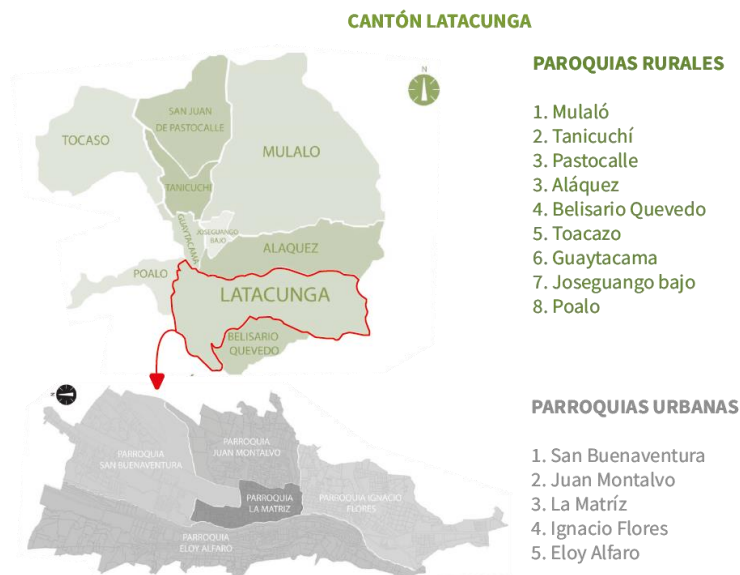 CANTÓN LATACUNGA
N
SAN JUAN
DE PASTOCALLE
TOCASO
MULALO
TANICUCHI
GUAYTACAMA
JOSEGUANGO
BAJO
ALAQUEZ
POALO
LATACUNGA
BELISARIO
QUEVEDO
PAROQUIAS RURALES
1. Mulaló
2. Tanicuchí
3. Pastocalle
3. Aláquez
4. Belisario Quevedo
5. Toacazo
6. Guaytacama
7. Joseguango bajo
8. Poalo
N
PARROQUIA
SAN BUENAVENTURA
PARROQUIA
JUAN MONTALVO
PARROQUIA
LA MATRIZ
PARROQUIA IGNACIO
FLORES
PARROQUIA
ELOY ALFARO
PARROQUIAS URBANAS
1. San Buenaventura
2. Juan Montalvo
3. La Matríz
4. Ignacio Flores
5. Eloy Alfaro